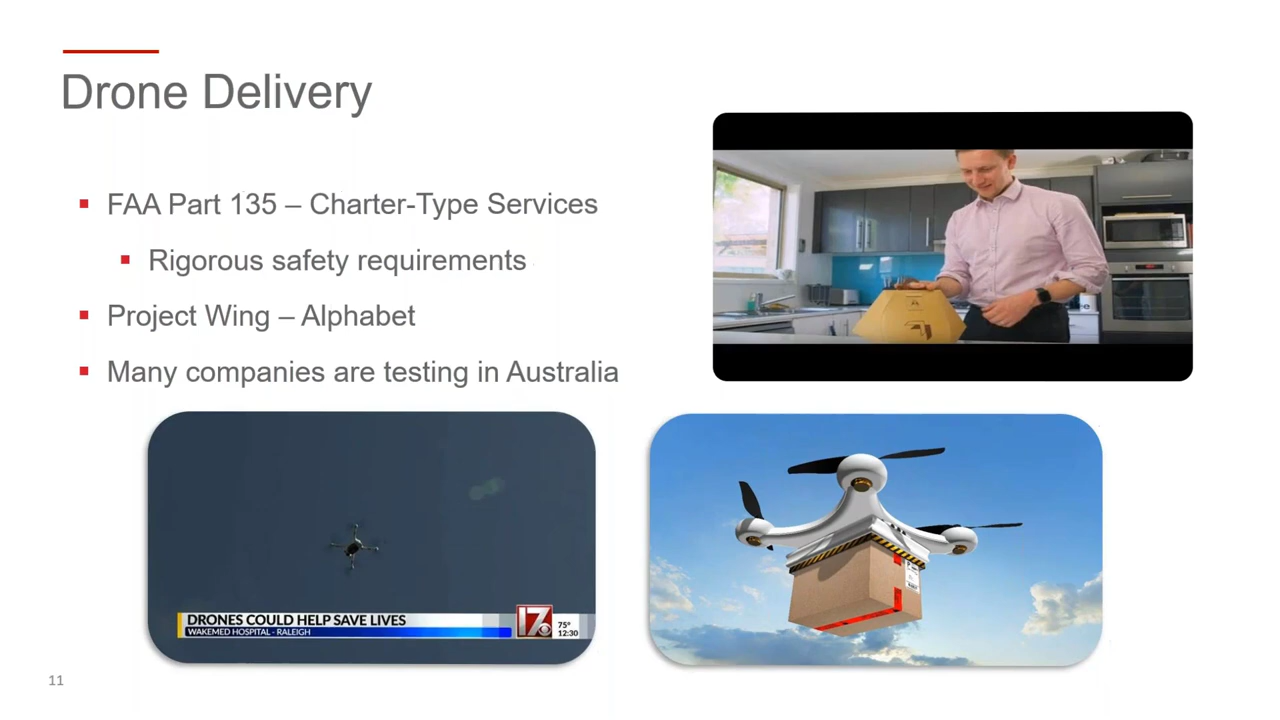 Drone Delivery
FAA Part 135 – Charter-Type Services
Rigorous safety requirements
Project Wing – Alphabet
Many companies are testing in Australia
DRONES COULD HELP SAVE LIVES
WAKEMED HOSPITAL - RALEIGH
17
75°
12:30
11